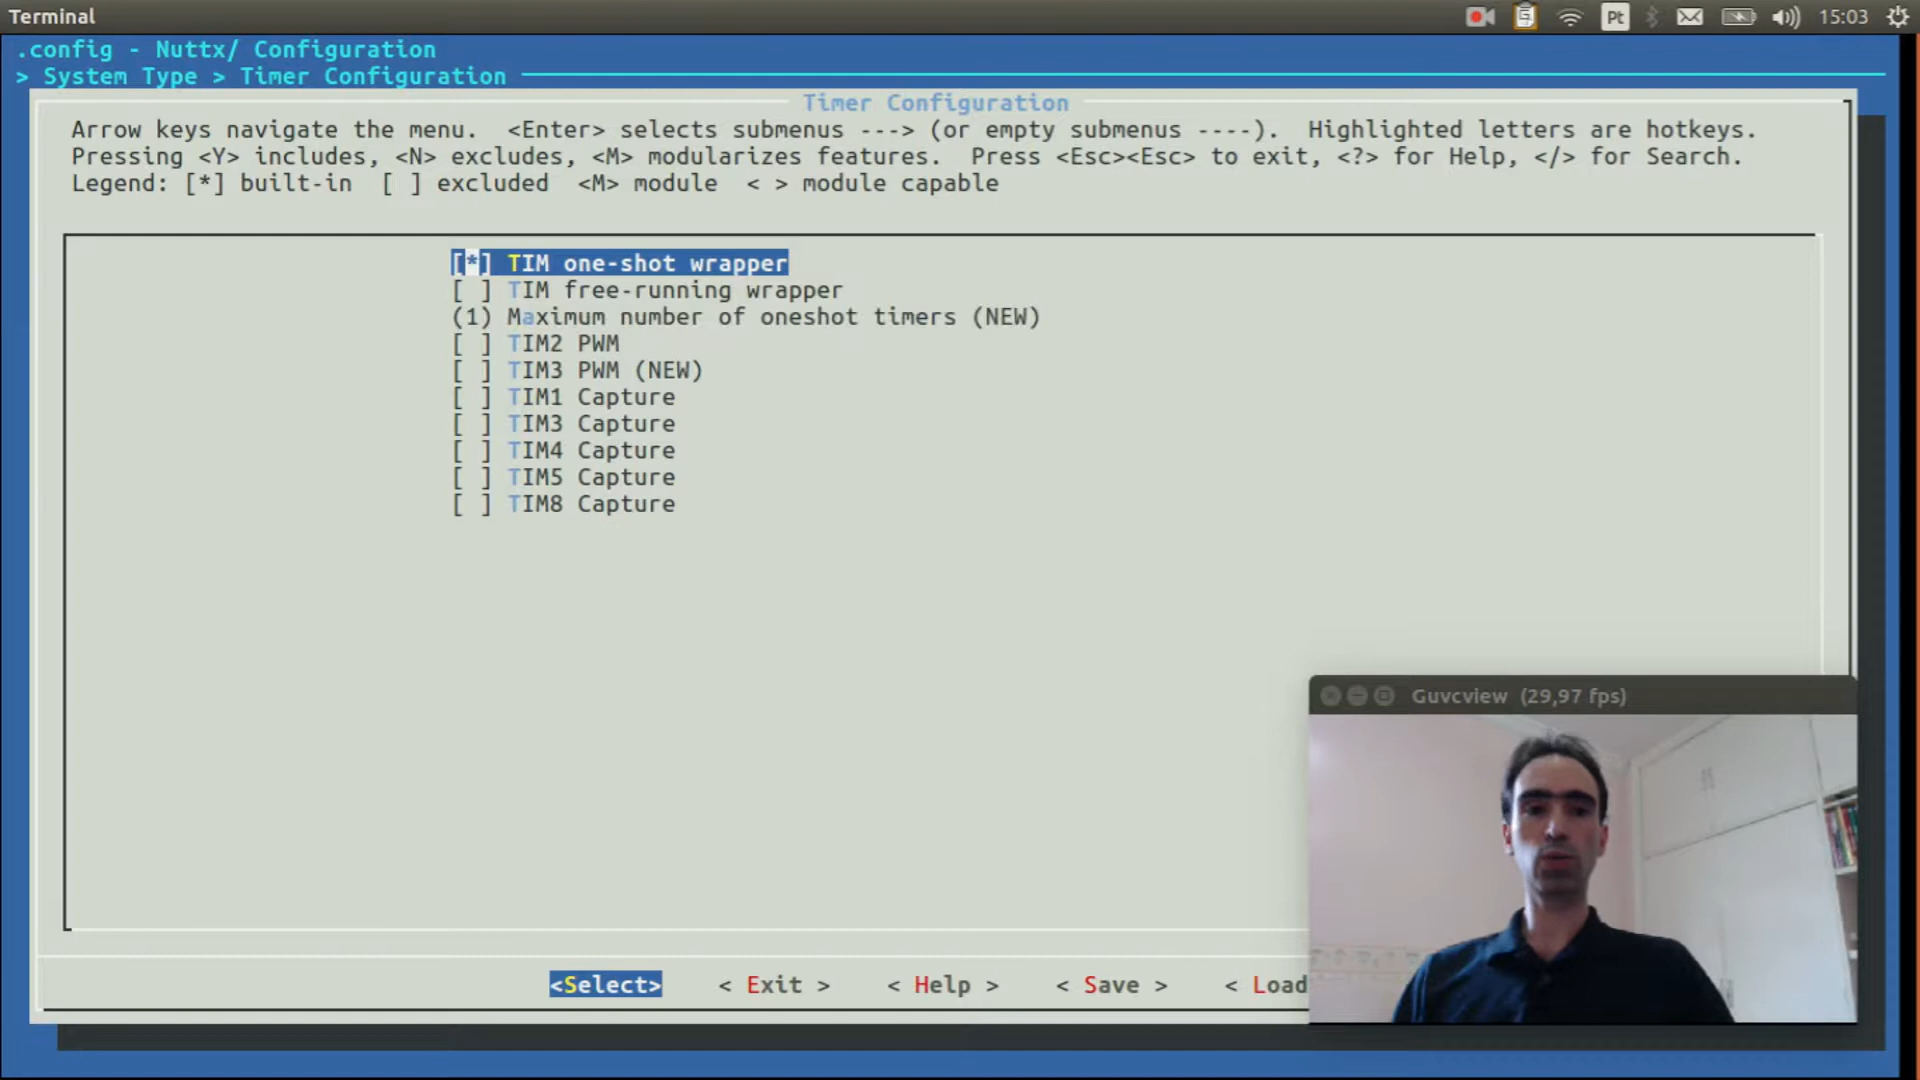 Terminal
Pt
15:03
.config - Nuttx/ Configuration
> System Type > Timer Configuration
Timer Configuration
Arrow keys navigate the menu.  <Enter> selects submenus ---> (or empty submenus ----).  Highlighted letters are hotkeys.
Pressing <Y> includes, <N> excludes, <M> modularizes features.  Press <Esc><Esc> to exit, <?> for Help, </> for Search.
Legend: [*] built-in  [ ] excluded  <M> module  < > module capable
[*] TIM one-shot wrapper
[ ] TIM free-running wrapper
(1) Maximum number of oneshot timers (NEW)
[ ] TIM2 PWM
[ ] TIM3 PWM (NEW)
[ ] TIM1 Capture
[ ] TIM3 Capture
[ ] TIM4 Capture
[ ] TIM5 Capture
[ ] TIM8 Capture
Guvcview (29,97 fps)
<Select>    < Exit >    < Help >    < Save >    < Load